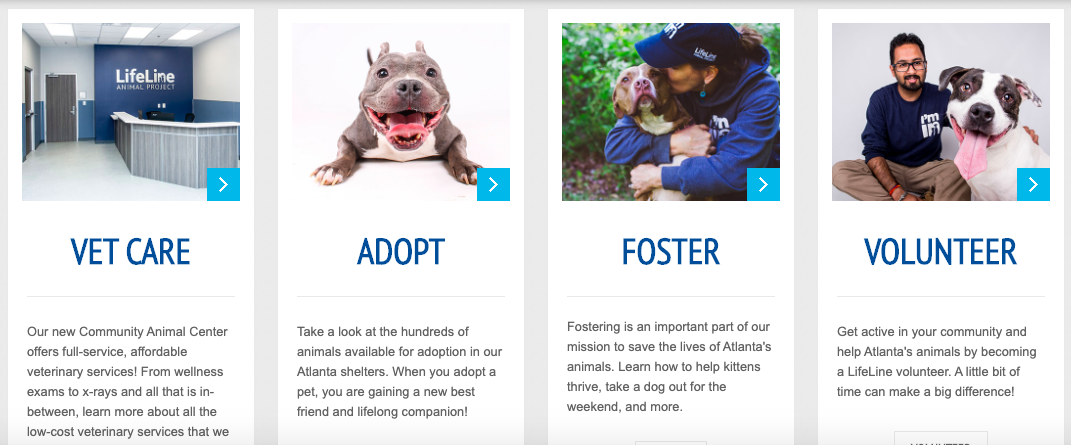 LifeLine
ANIMAL PROJECT
VET CARE
Our new Community Animal Center
offers full-service, affordable
veterinary services! From wellness
exams to x-rays and all that is in-
between, learn more about all the
low-cost veterinary services that we
ADOPT
Take a look at the hundreds of
animals available for adoption in our
Atlanta shelters. When you adopt a
pet, you are gaining a new best
friend and lifelong companion!
LifeLine
FOSTER
Fostering is an important part of our
mission to save the lives of Atlanta's
animals. Learn how to help kittens
thrive, take a dog out for the
weekend, and more.
I'm
VOLUNTEER
Get active in your community and
help Atlanta's animals by becoming
a LifeLine volunteer. A little bit of
time can make a big difference!